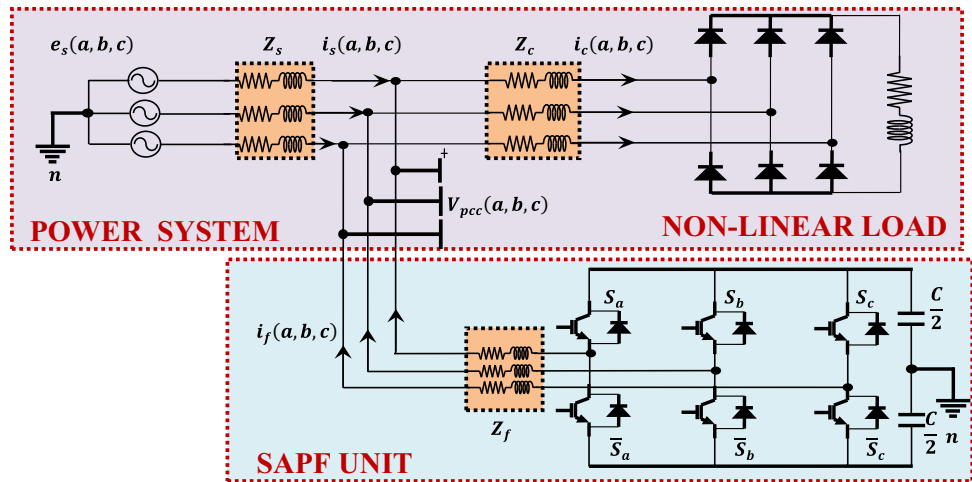 e_s(a, b, c)
Z_s
i_s(a, b, c)
Z_c
i_c(a, b, c)
n
+
V_pcc(a, b, c)
POWER SYSTEM
NON-LINEAR LOAD
i_f(a, b, c)
S_a
S_b
S_c
C/2
Z_f
S̅_a
S̅_b
S̅_c
C/2
n
SAPF UNIT